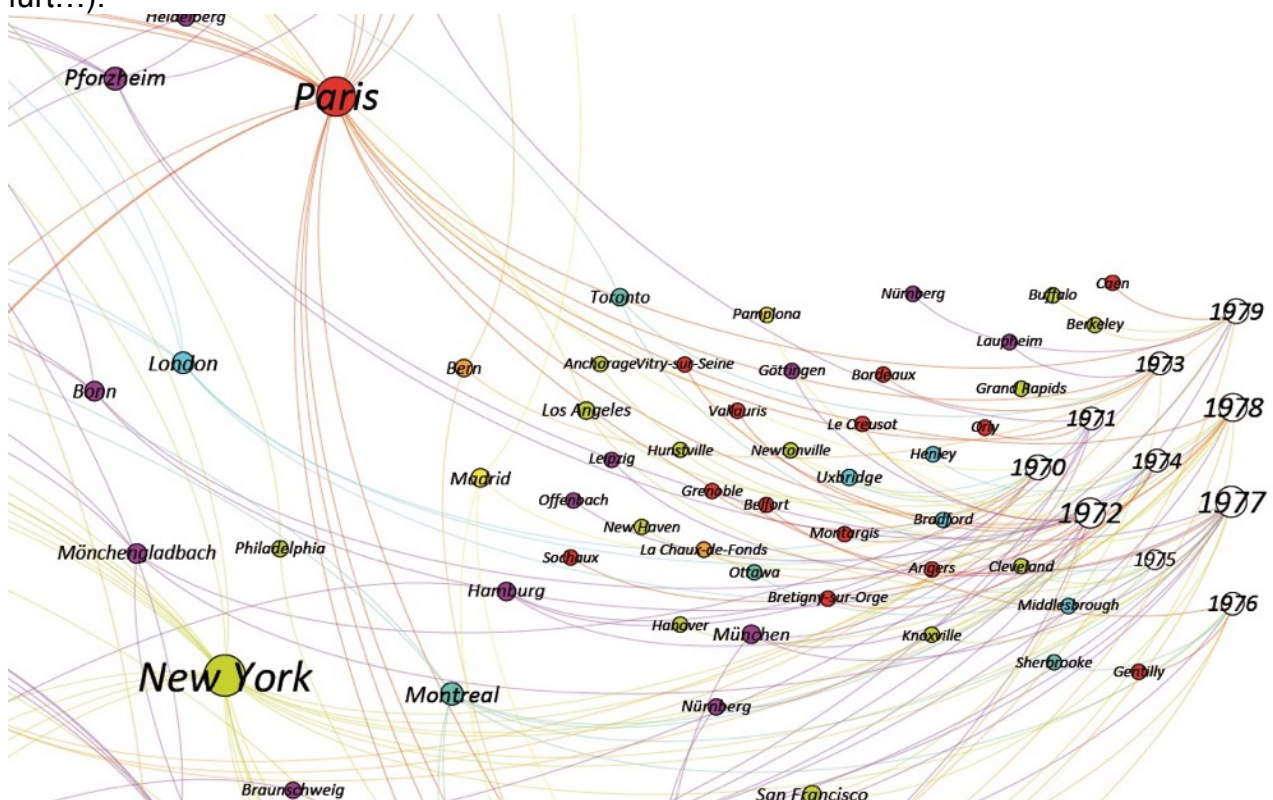 furt…).
Heidelberg
Pforzheim
Paris
Toronto
Pamplona
Nürnberg
Buffalo
Caen
1979
Berkeley
Laupheim
London
Bern
Anchorage
Vitry-sur-Seine
Göttingen
Bordeaux
1973
Bonn
Grand Rapids
Los Angeles
Vallauris
Le Creusot
Orly
1971
1978
Leipzig
Hunstville
Newtonville
Henley
1970
1974
Madrid
Uxbridge
Offenbach
Grenoble
Belfort
1972
1977
New Haven
Montargis
Bradford
Mönchengladbach
Philadelphia
Sochaux
La Chaux-de-Fonds
Ottawa
Angers
Cleveland
1975
Hamburg
Bretigny-sur-Orge
Middlesbrough
1976
Hanover
München
Knoxville
New York
Montreal
Sherbrooke
Gentilly
Nürnberg
Braunschweig
San Francisco